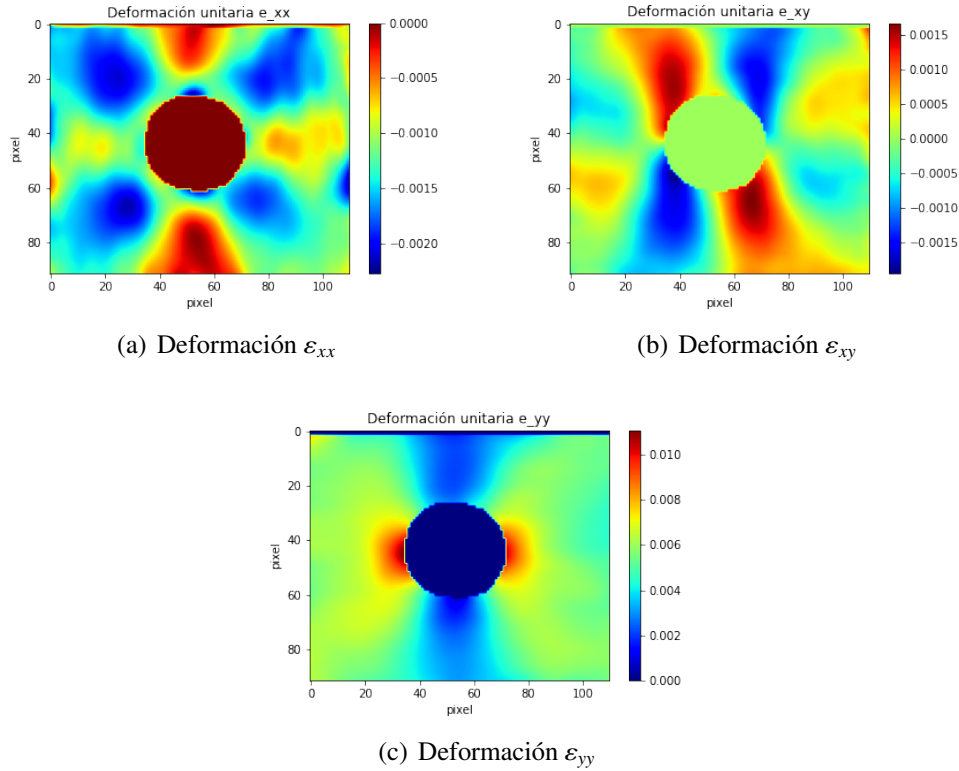 Deformación unitaria e_xx
0
20
40
60
80
pixel
0 20 40 60 80 100
pixel
0.0000
−0.0005
−0.0010
−0.0015
−0.0020
(a) Deformación εxx
Deformación unitaria e_xy
0
20
40
60
80
pixel
0 20 40 60 80 100
pixel
0.0015
0.0010
0.0005
0.0000
−0.0005
−0.0010
−0.0015
(b) Deformación εxy
Deformación unitaria e_yy
0
20
40
60
80
pixel
0 20 40 60 80 100
pixel
0.010
0.008
0.006
0.004
0.002
0.000
(c) Deformación εyy